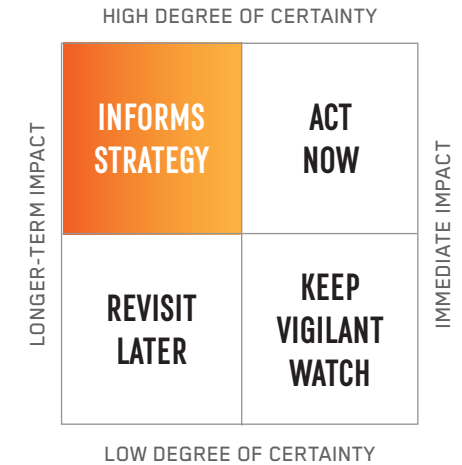 HIGH DEGREE OF CERTAINTY
LONGER-TERM IMPACT
INFORMS
STRATEGY
ACT
NOW
IMMEDIATE IMPACT
REVISIT
LATER
KEEP
VIGILANT
WATCH
LOW DEGREE OF CERTAINTY